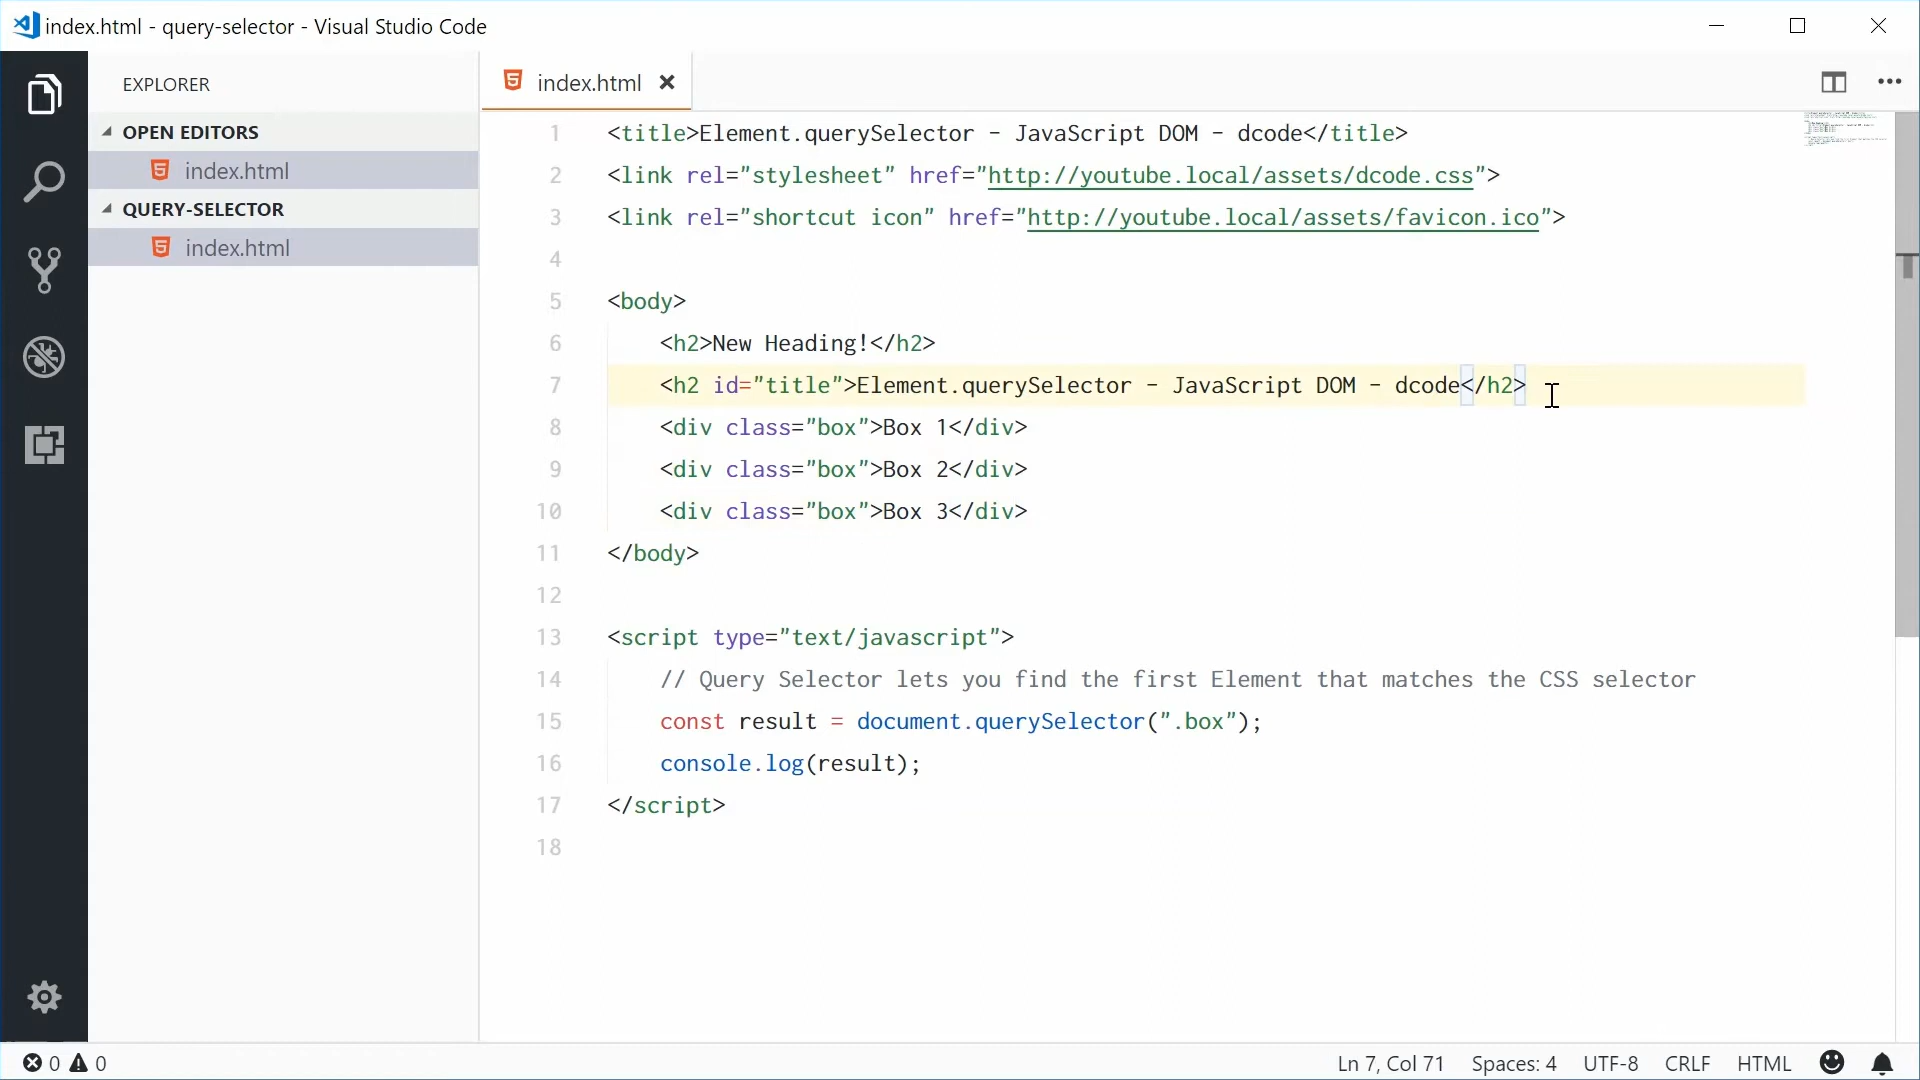 index.html - query-selector - Visual Studio Code
EXPLORER
OPEN EDITORS
index.html
QUERY-SELECTOR
index.html
index.html
1 <title>Element.querySelector - JavaScript DOM - dcode</title>
2 <link rel="stylesheet" href="http://youtube.local/assets/dcode.css">
3 <link rel="shortcut icon" href="http://youtube.local/assets/favicon.ico">
4
5 <body>
6     <h2>New Heading!</h2>
7     <h2 id="title">Element.querySelector - JavaScript DOM - dcode</h2>
8     <div class="box">Box 1</div>
9     <div class="box">Box 2</div>
10     <div class="box">Box 3</div>
11 </body>
12
13 <script type="text/javascript">
14     // Query Selector lets you find the first Element that matches the CSS selector
15     const result = document.querySelector(".box");
16     console.log(result);
17 </script>
18
0 0 Ln 7, Col 71 Spaces: 4 UTF-8 CRLF HTML